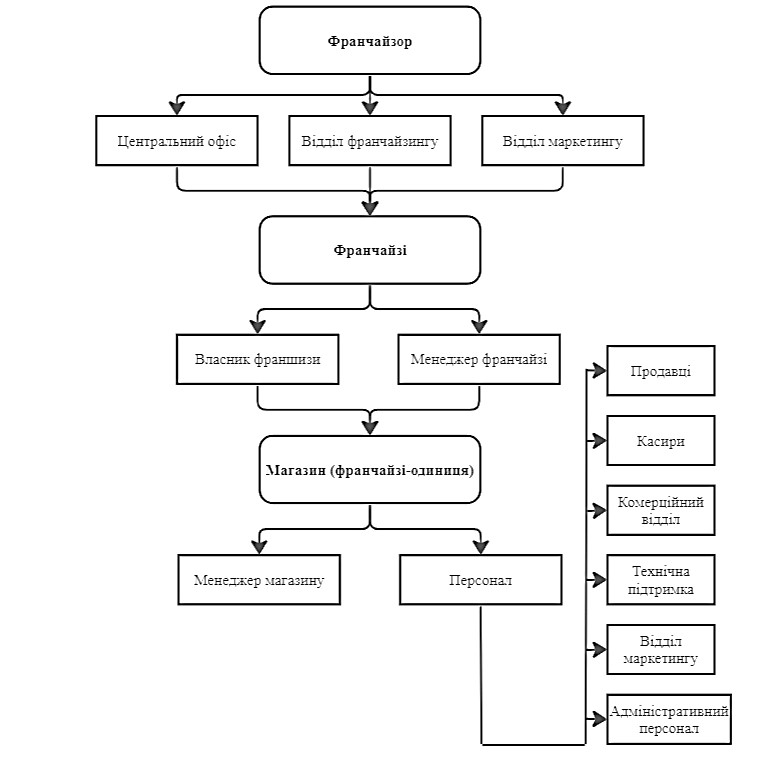 Франчайзор
Центральний офіс
Відділ франчайзингу
Відділ маркетингу
Франчайзі
Власник франшизи
Менеджер франчайзі
Магазин (франчайзі-одиниця)
Менеджер магазину
Персонал
Продавці
Касири
Комерційний
відділ
Технічна
підтримка
Відділ
маркетингу
Адміністративний
персонал